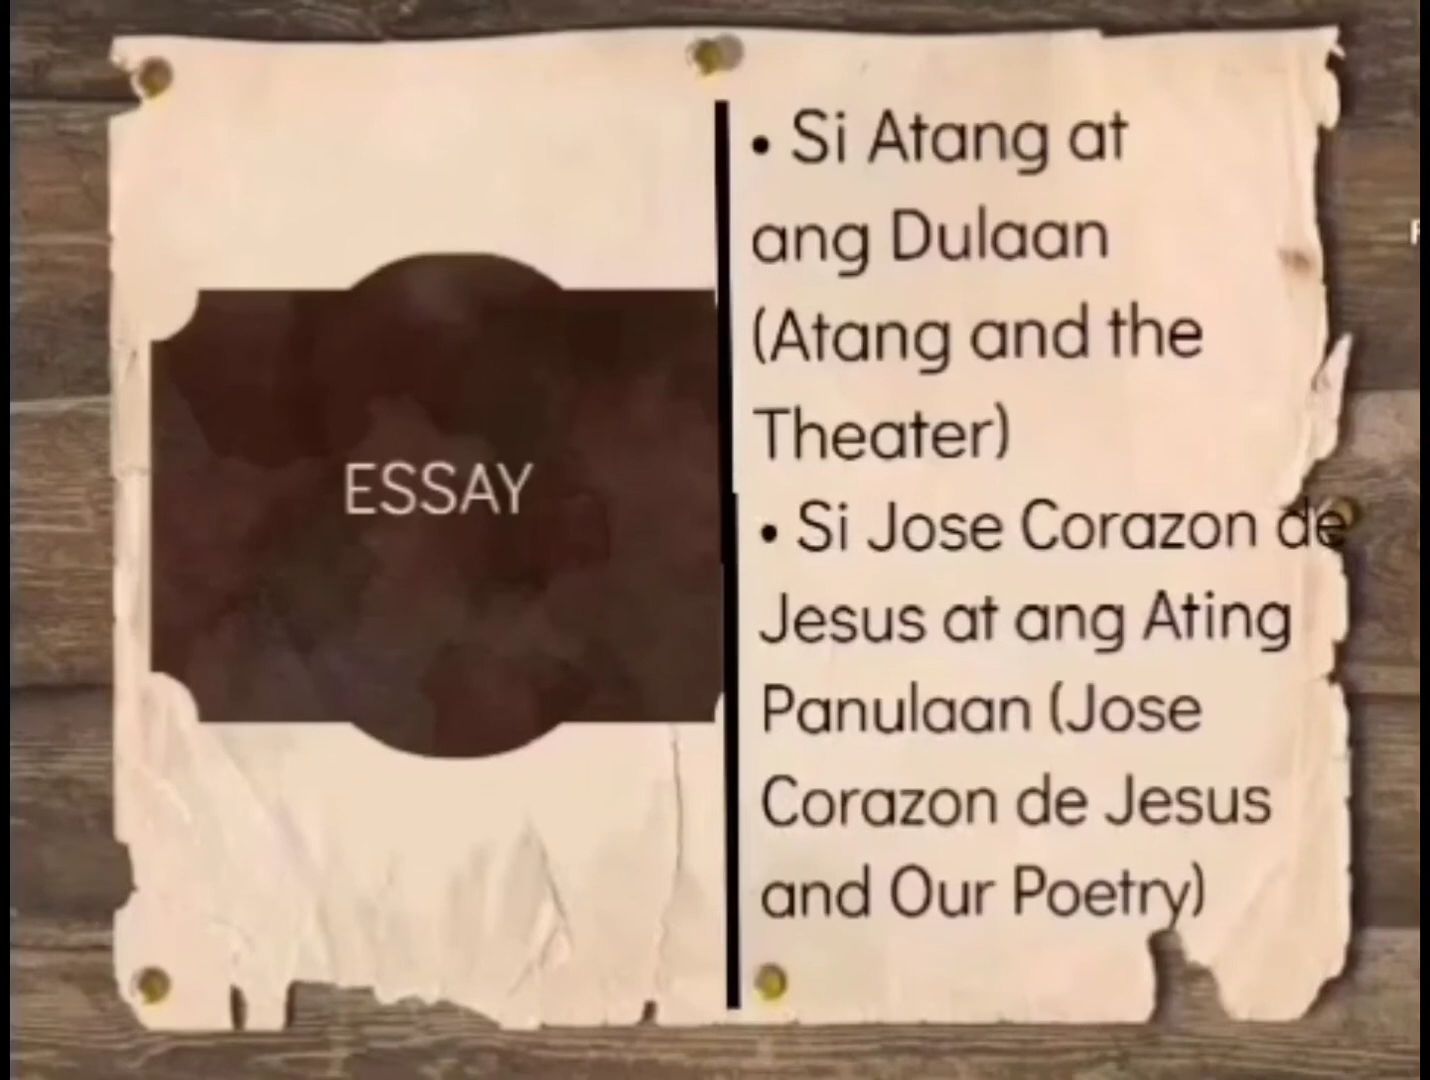 ESSAY
• Si Atang at
ang Dulaan
(Atang and the
Theater)
• Si Jose Corazon de
Jesus at ang Ating
Panulaan (Jose
Corazon de Jesus
and Our Poetry)